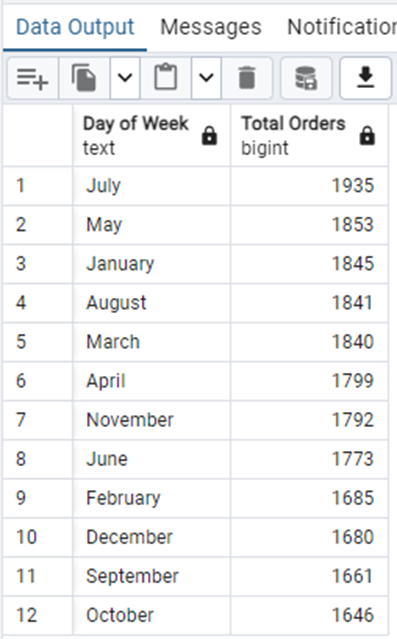 Data Output Messages Notification
Day of Week Total Orders
text bigint
1 July 1935
2 May 1853
3 January 1845
4 August 1841
5 March 1840
6 April 1799
7 November 1792
8 June 1773
9 February 1685
10 December 1680
11 September 1661
12 October 1646